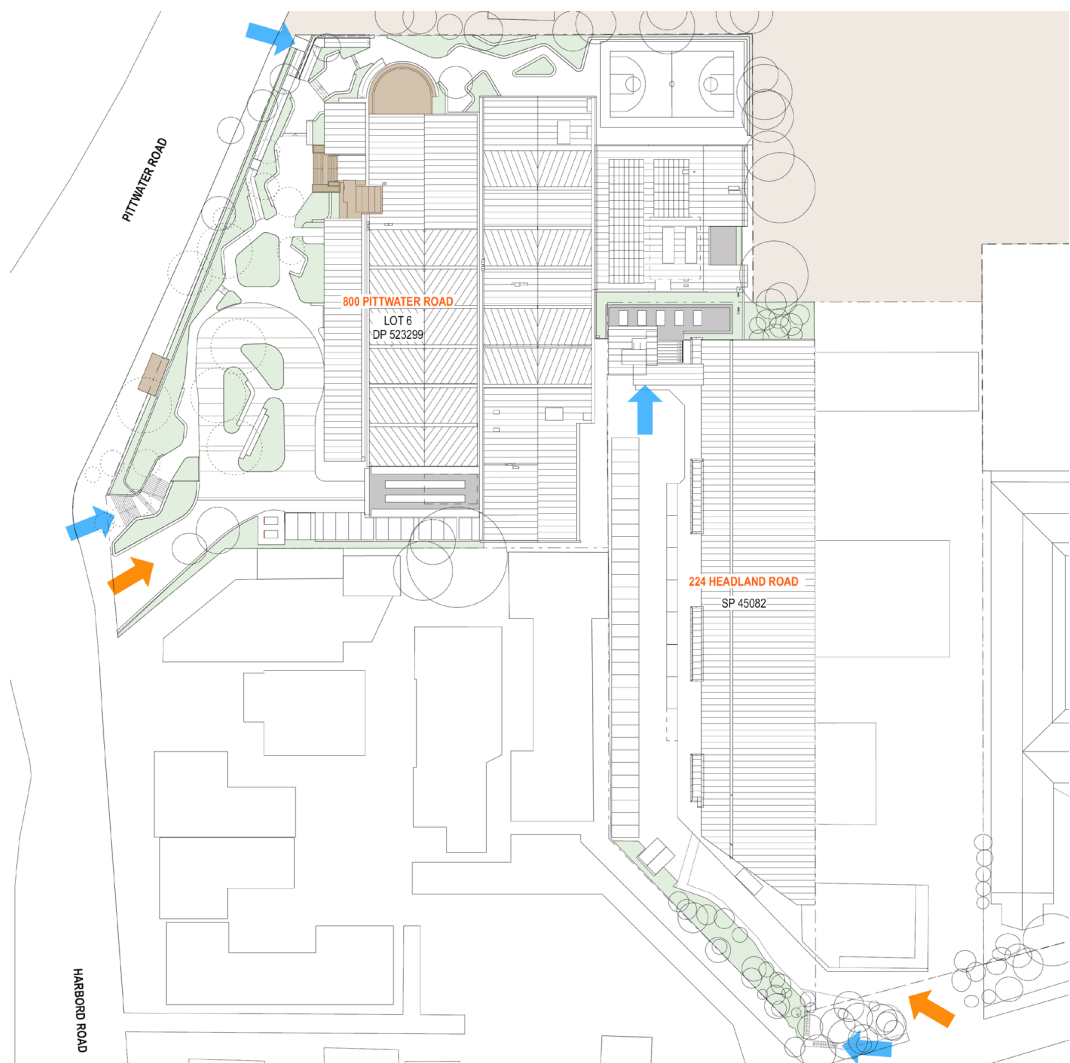 PITTWATER ROAD
800 PITTWATER ROAD
LOT 6
DP 523299
224 HEADLAND ROAD
SP 45082
HARBORD ROAD